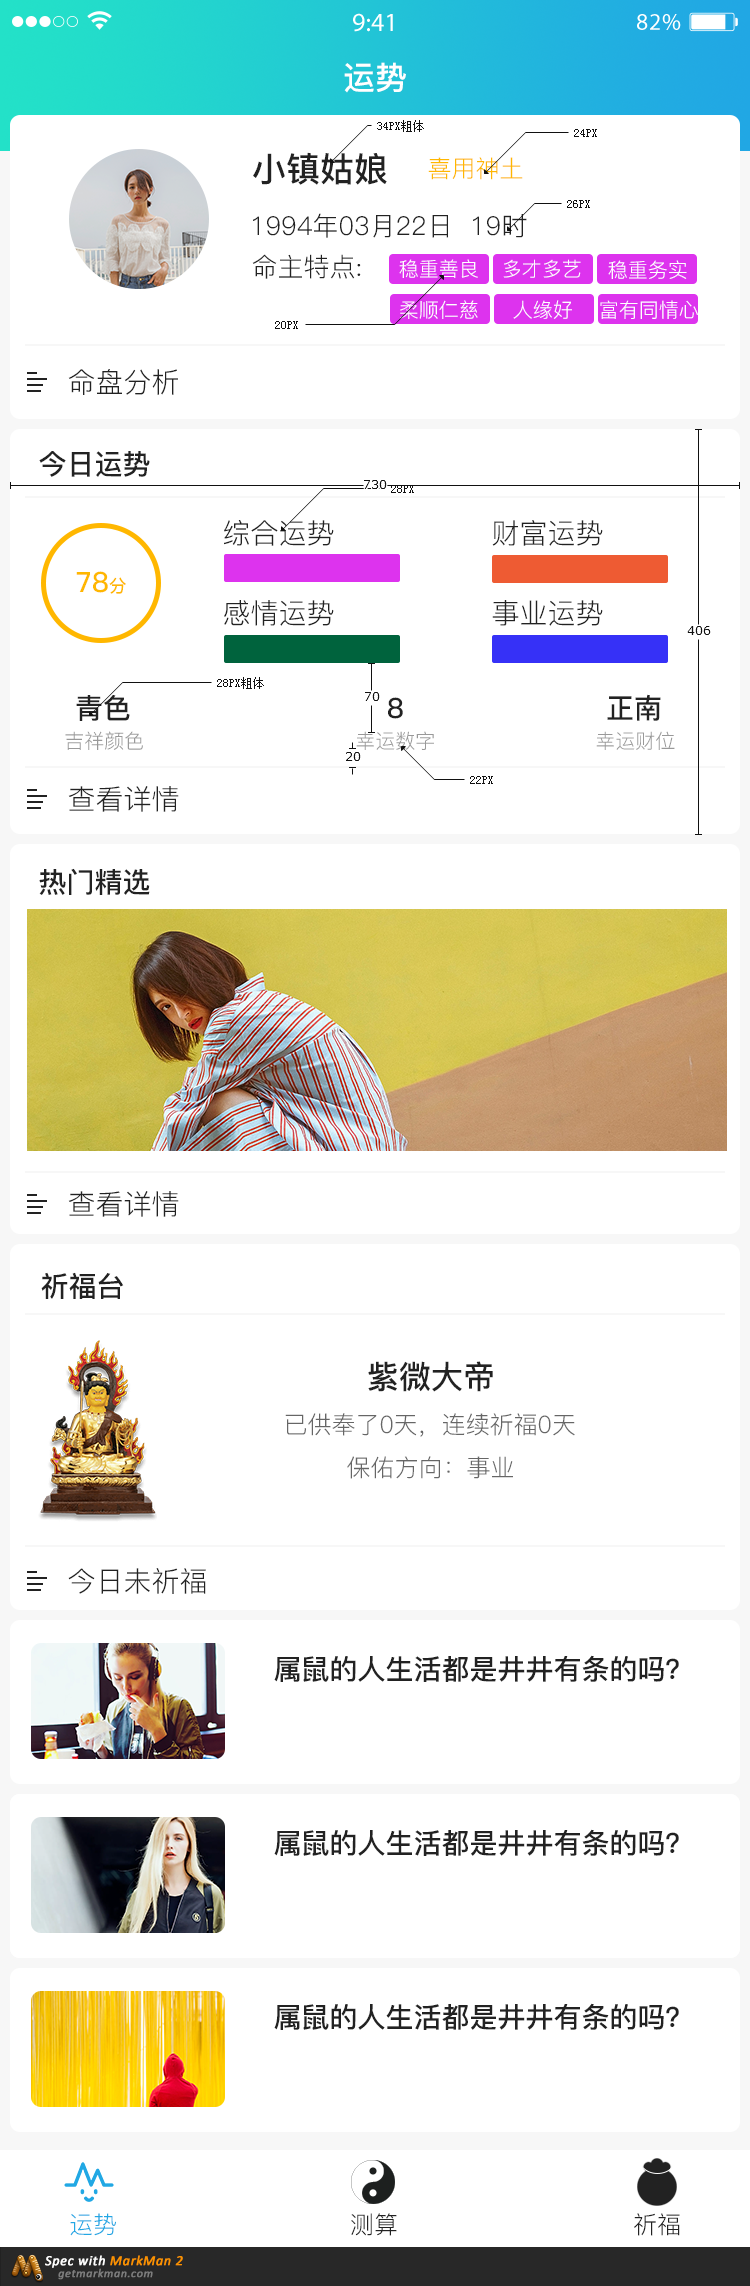 9:41 82%
运势
34PX粗体
24PX
小镇姑娘 喜用神土
26PX
1994年03月22日 19时
命主特点: 稳重善良 多才多艺 稳重务实
柔顺仁慈 人缘好 富有同情心
20PX
命盘分析
今日运势
730 28PX
综合运势 财富运势
78分
感情运势 事业运势
406
28PX粗体
70
青色 8 正南
吉祥颜色 幸运数字 幸运财位
20
22PX
查看详情
热门精选
查看详情
祈福台
紫微大帝
已供奉了0天，连续祈福0天
保佑方向：事业
今日未祈福
属鼠的人生活都是井井有条的吗?
属鼠的人生活都是井井有条的吗?
属鼠的人生活都是井井有条的吗?
运势 测算 祈福
Spec with MarkMan 2
getmarkman.com